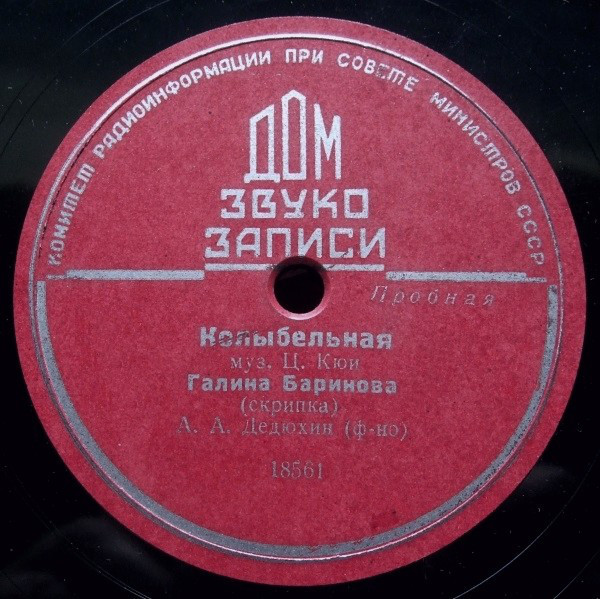 КОМИТЕТ РАДИОИНФОРМАЦИИ ПРИ СОВЕТЕ МИНИСТРОВ СССР
ДОМ
ЗВУКО
ЗАПИСИ
Пробная
Колыбельная
муз. Ц. Кюи
Галина Баринова
(скрипка)
А. А. Дедюхин (ф-но)
18561